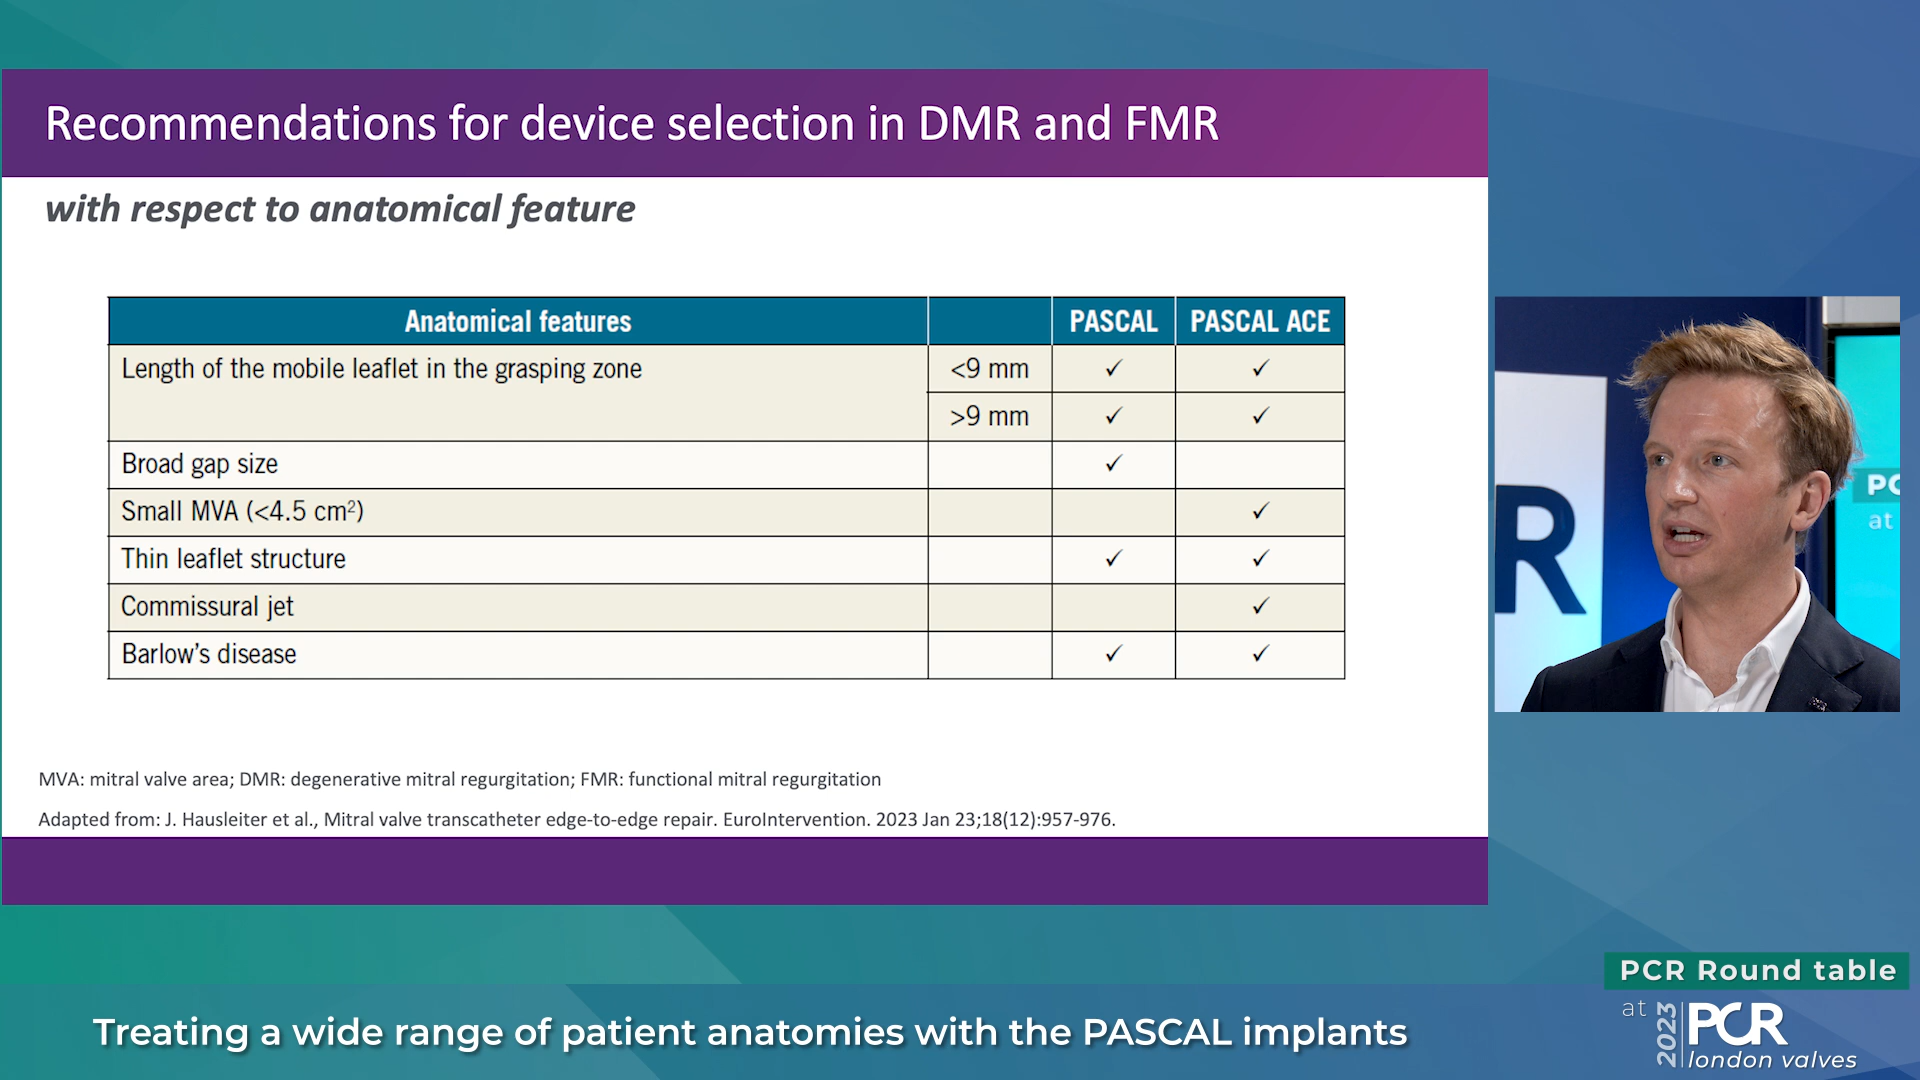 Recommendations for device selection in DMR and FMR
with respect to anatomical feature
Anatomical features PASCAL PASCAL ACE
Length of the mobile leaflet in the grasping zone <9 mm ✓ ✓
>9 mm ✓ ✓
Broad gap size ✓
Small MVA (<4.5 cm²) ✓
Thin leaflet structure ✓ ✓
Commissural jet ✓
Barlow's disease ✓ ✓
MVA: mitral valve area; DMR: degenerative mitral regurgitation; FMR: functional mitral regurgitation
Adapted from: J. Hausleiter et al., Mitral valve transcatheter edge-to-edge repair. EuroIntervention. 2023 Jan 23;18(12):957-976.
R
PC
at
PCR Round table
Treating a wide range of patient anatomies with the PASCAL implants
at 2023 PCR
london valves